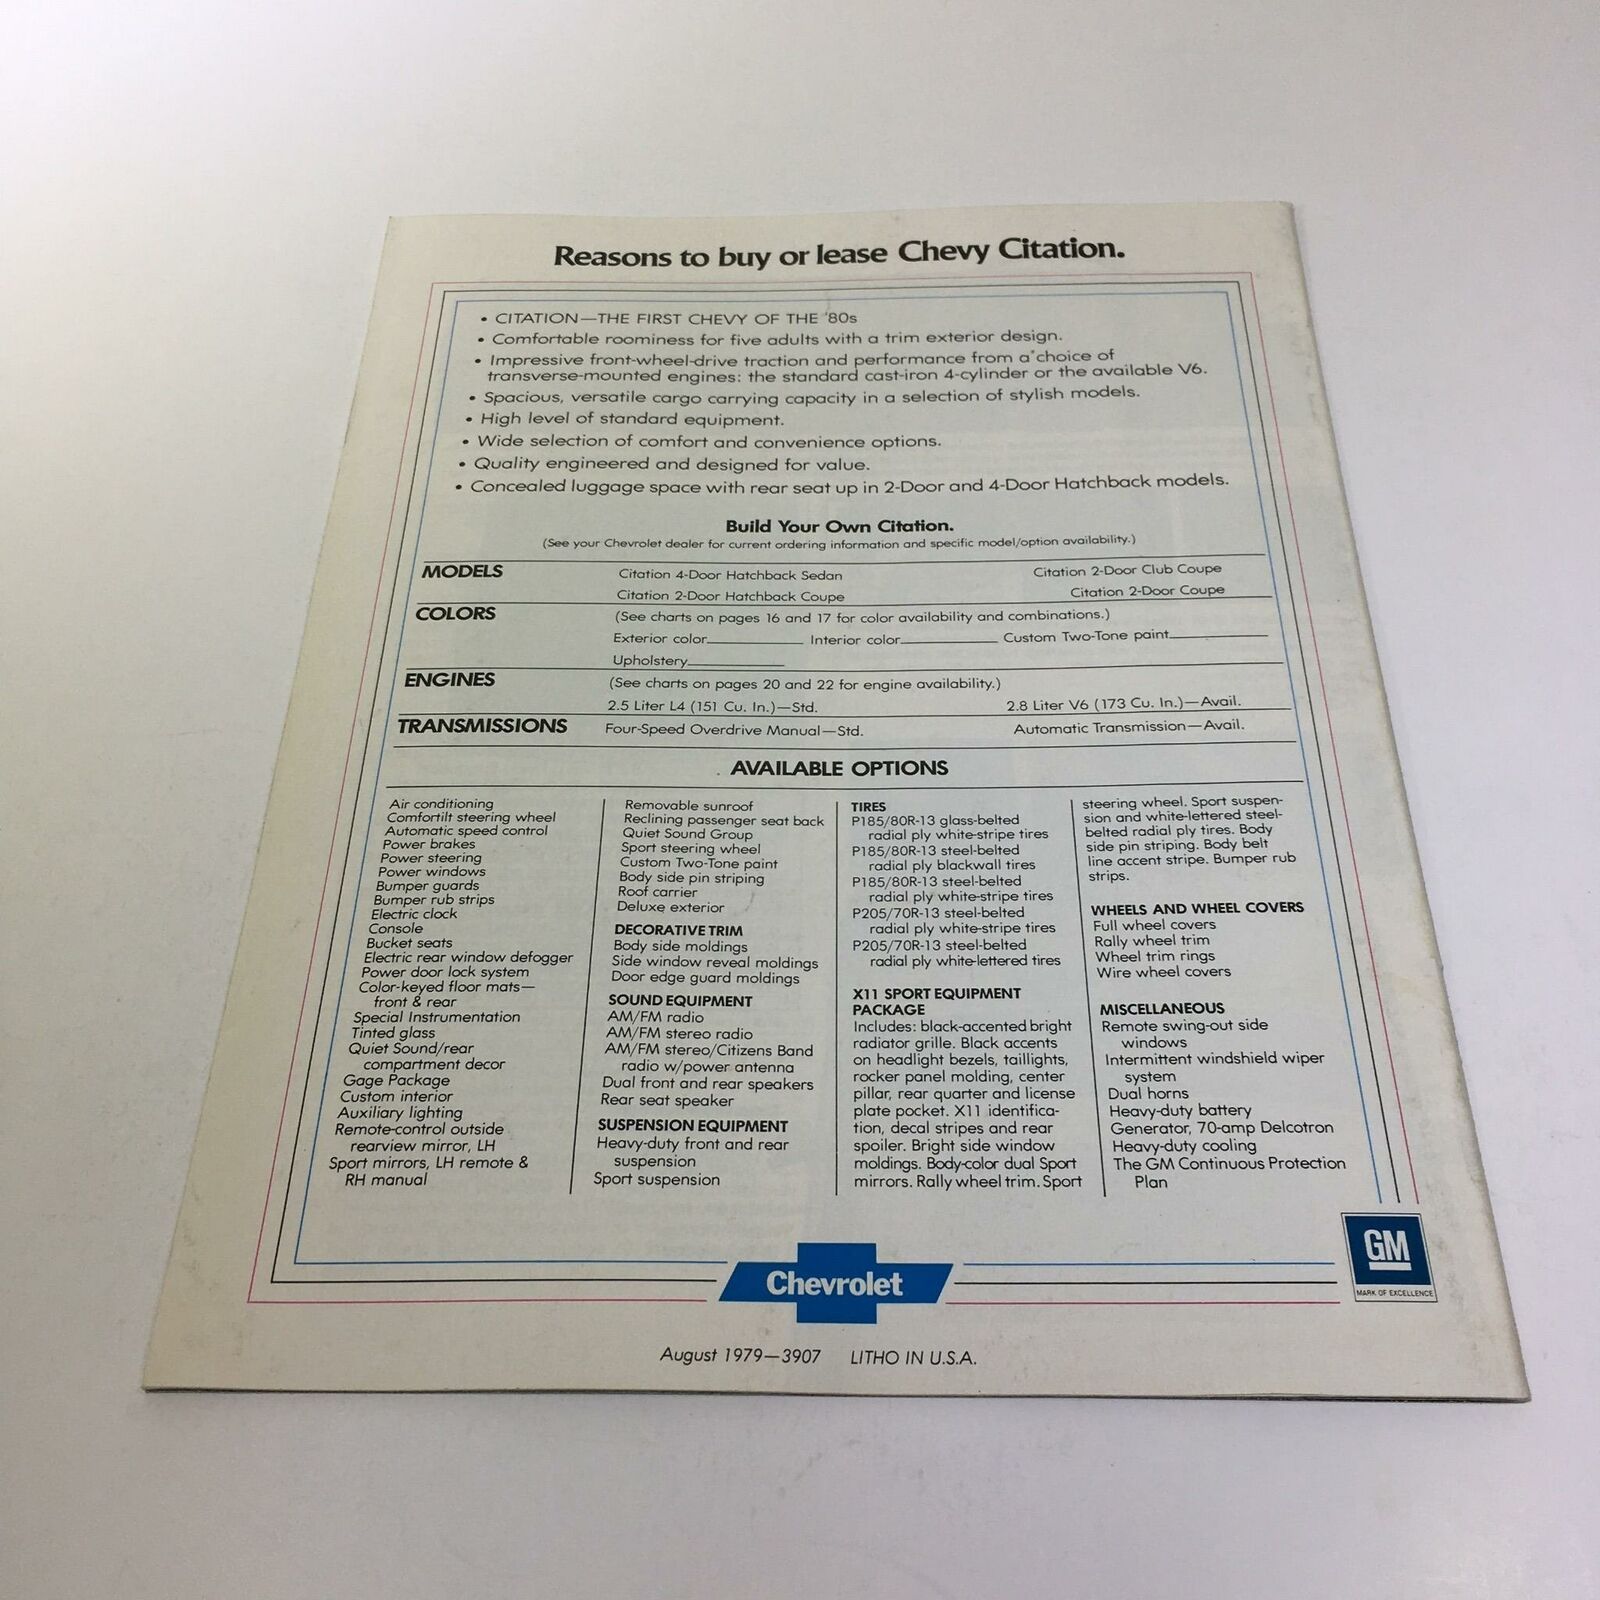 Reasons to buy or lease Chevy Citation.
• CITATION—THE FIRST CHEVY OF THE '80s
• Comfortable roominess for five adults with a trim exterior design.
• Impressive front-wheel-drive traction and performance from a choice of
transverse-mounted engines: the standard cast-iron 4-cylinder or the available V6.
• Spacious, versatile cargo carrying capacity in a selection of stylish models.
• High level of standard equipment.
• Wide selection of comfort and convenience options.
• Quality engineered and designed for value.
• Concealed luggage space with rear seat up in 2-Door and 4-Door Hatchback models.
Build Your Own Citation.
(See your Chevrolet dealer for current ordering information and specific model/option availability.)
MODELS Citation 4-Door Hatchback Sedan Citation 2-Door Club Coupe
Citation 2-Door Hatchback Coupe Citation 2-Door Coupe
COLORS (See charts on pages 16 and 17 for color availability and combinations.)
Exterior color Interior color Custom Two-Tone paint
Upholstery
ENGINES (See charts on pages 20 and 22 for engine availability.)
2.5 Liter L4 (151 Cu. In.)—Std. 2.8 Liter V6 (173 Cu. In.)—Avail.
TRANSMISSIONS Four-Speed Overdrive Manual—Std. Automatic Transmission—Avail.
AVAILABLE OPTIONS
Air conditioning
Comfortilt steering wheel
Automatic speed control
Power brakes
Power steering
Power windows
Bumper guards
Bumper rub strips
Electric clock
Console
Bucket seats
Electric rear window defogger
Power door lock system
Color-keyed floor mats—
front & rear
Special Instrumentation
Tinted glass
Quiet Sound/rear
compartment decor
Gage Package
Custom interior
Auxiliary lighting
Remote-control outside
rearview mirror, LH
Sport mirrors, LH remote &
RH manual
Removable sunroof
Reclining passenger seat back
Quiet Sound Group
Sport steering wheel
Custom Two-Tone paint
Body side pin striping
Roof carrier
Deluxe exterior
DECORATIVE TRIM
Body side moldings
Side window reveal moldings
Door edge guard moldings
SOUND EQUIPMENT
AM/FM radio
AM/FM stereo radio
AM/FM stereo/Citizens Band
radio w/power antenna
Dual front and rear speakers
Rear seat speaker
SUSPENSION EQUIPMENT
Heavy-duty front and rear
suspension
Sport suspension
TIRES
P185/80R-13 glass-belted
radial ply white-stripe tires
P185/80R-13 steel-belted
radial ply blackwall tires
P185/80R-13 steel-belted
radial ply white-stripe tires
P205/70R-13 steel-belted
radial ply white-stripe tires
P205/70R-13 steel-belted
radial ply white-lettered tires
X11 SPORT EQUIPMENT
PACKAGE
Includes: black-accented bright
radiator grille. Black accents
on headlight bezels, taillights,
rocker panel molding, center
pillar, rear quarter and license
plate pocket. X11 identifica-
tion, decal stripes and rear
spoiler. Bright side window
moldings. Body-color dual Sport
mirrors. Rally wheel trim. Sport
steering wheel. Sport suspen-
sion and white-lettered steel-
belted radial ply tires. Body
side pin striping. Body belt
line accent stripe. Bumper rub
strips.
WHEELS AND WHEEL COVERS
Full wheel covers
Rally wheel trim
Wheel trim rings
Wire wheel covers
MISCELLANEOUS
Remote swing-out side
windows
Intermittent windshield wiper
system
Dual horns
Heavy-duty battery
Generator, 70-amp Delcotron
Heavy-duty cooling
The GM Continuous Protection
Plan
Chevrolet
GM
MARK OF EXCELLENCE
August 1979—3907 LITHO IN U.S.A.